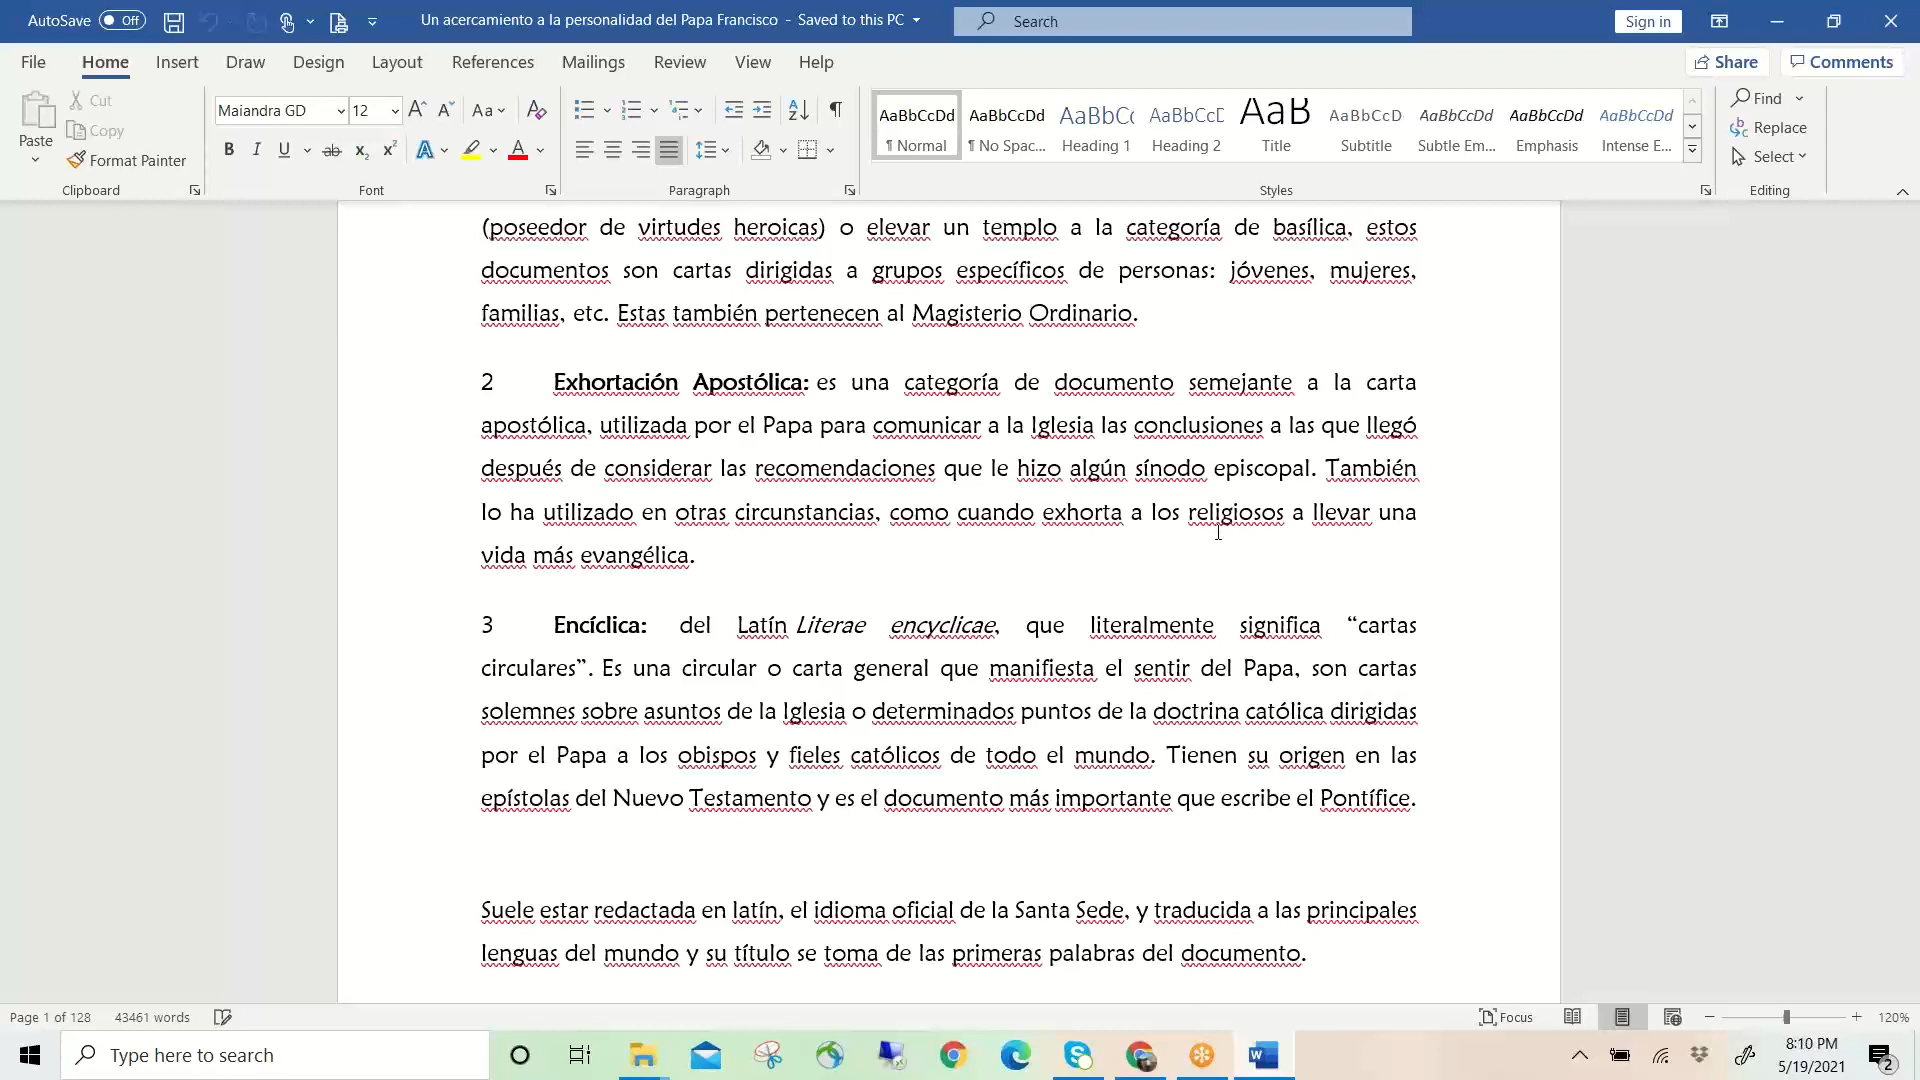 AutoSave Off
Un acercamiento a la personalidad del Papa Francisco - Saved to this PC
Search
Sign in
File Home Insert Draw Design Layout References Mailings Review View Help
Share Comments
Paste
Cut
Copy
Format Painter
Clipboard
Maiandra GD 12
Font
Paragraph
AaBbCcDd AaBbCcDd AaBbCc AaBbCcD AaB AaBbCcD AaBbCcDd AaBbCcDd AaBbCcDd
¶ Normal ¶ No Spac... Heading 1 Heading 2 Title Subtitle Subtle Em... Emphasis Intense E...
Styles
Find
Replace
Select
Editing
(poseedor de virtudes heroicas) o elevar un templo a la categoría de basílica, estos
documentos son cartas dirigidas a grupos específicos de personas: jóvenes, mujeres,
familias, etc. Estas también pertenecen al Magisterio Ordinario.
2 Exhortación Apostólica: es una categoría de documento semejante a la carta
apostólica, utilizada por el Papa para comunicar a la Iglesia las conclusiones a las que llegó
después de considerar las recomendaciones que le hizo algún sínodo episcopal. También
lo ha utilizado en otras circunstancias, como cuando exhorta a los religiosos a llevar una
vida más evangélica.
3 Encíclica: del Latín Literae encyclicae, que literalmente significa “cartas
circulares”. Es una circular o carta general que manifiesta el sentir del Papa, son cartas
solemnes sobre asuntos de la Iglesia o determinados puntos de la doctrina católica dirigidas
por el Papa a los obispos y fieles católicos de todo el mundo. Tienen su origen en las
epístolas del Nuevo Testamento y es el documento más importante que escribe el Pontífice.
Suele estar redactada en latín, el idioma oficial de la Santa Sede, y traducida a las principales
lenguas del mundo y su título se toma de las primeras palabras del documento.
Page 1 of 128 43461 words
Focus
120%
Type here to search
8:10 PM
5/19/2021
2